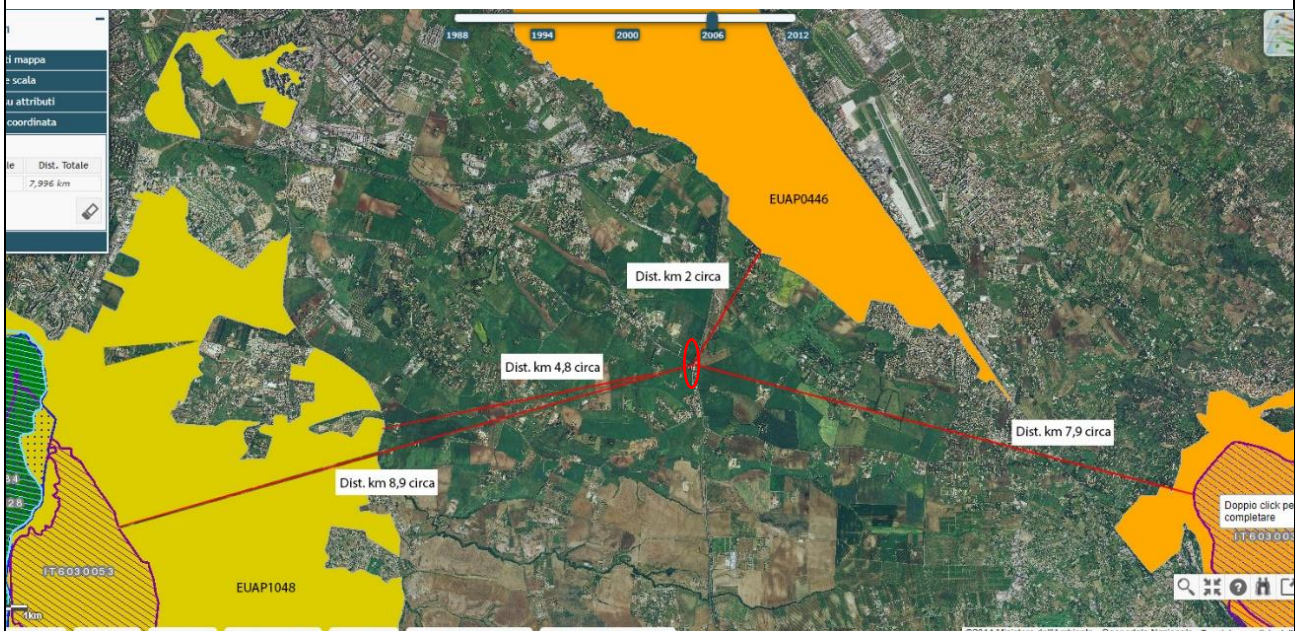 1988
1994
2000
2006
2012
ti mappa
e scala
su attributi
coordinata
le Dist. Totale
7,996 km
EUAP0446
Dist. km 2 circa
Dist. km 4,8 circa
Dist. km 7,9 circa
Dist. km 8,9 circa
Doppio click pe
completare
IT603003
IT6030053
EUAP1048
1km